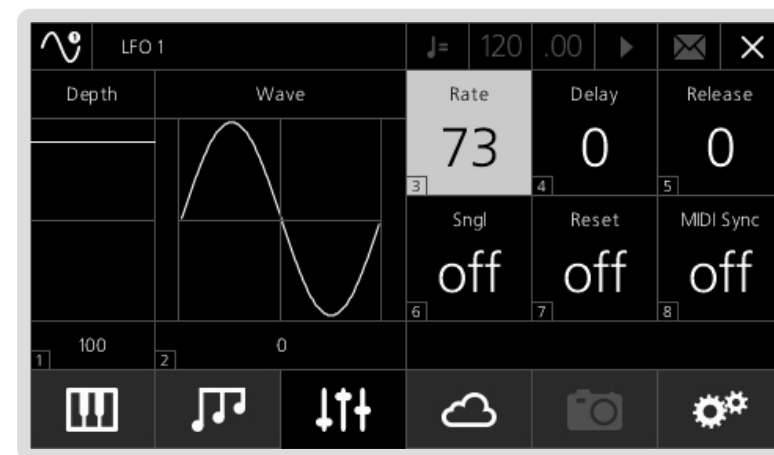 1
LFO 1
♩= 120 .00
Depth Wave Rate Delay Release
73 0 0
3 4 5
Sngl Reset MIDI Sync
off off off
6 7 8
100 0
1 2